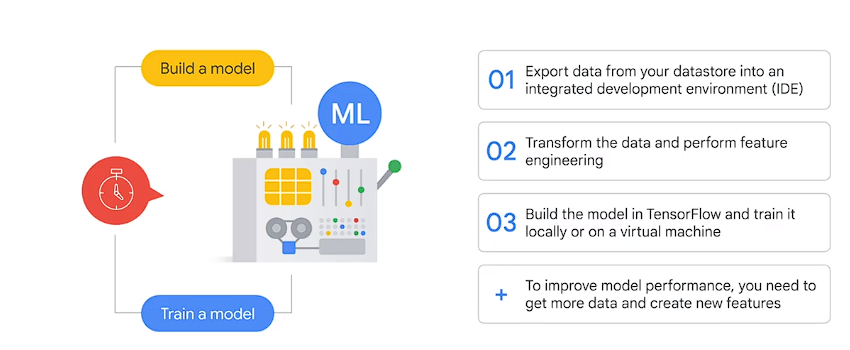 Build a model
ML
Train a model
01 Export data from your datastore into an
integrated development environment (IDE)
02 Transform the data and perform feature
engineering
03 Build the model in TensorFlow and train it
locally or on a virtual machine
+ To improve model performance, you need to
get more data and create new features